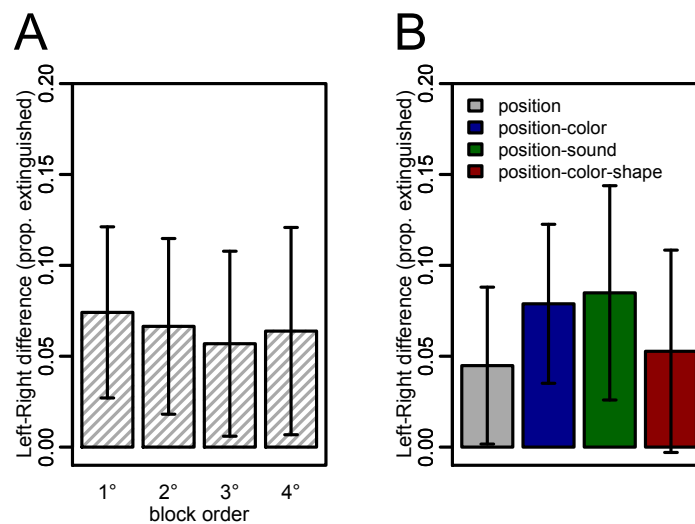 A
Left-Right difference (prop. extinguished)
0.20
0.15
0.10
0.05
0.00
1° 2° 3° 4°
block order
B
Left-Right difference (prop. extinguished)
0.20
0.15
0.10
0.05
0.00
position
position-color
position-sound
position-color-shape